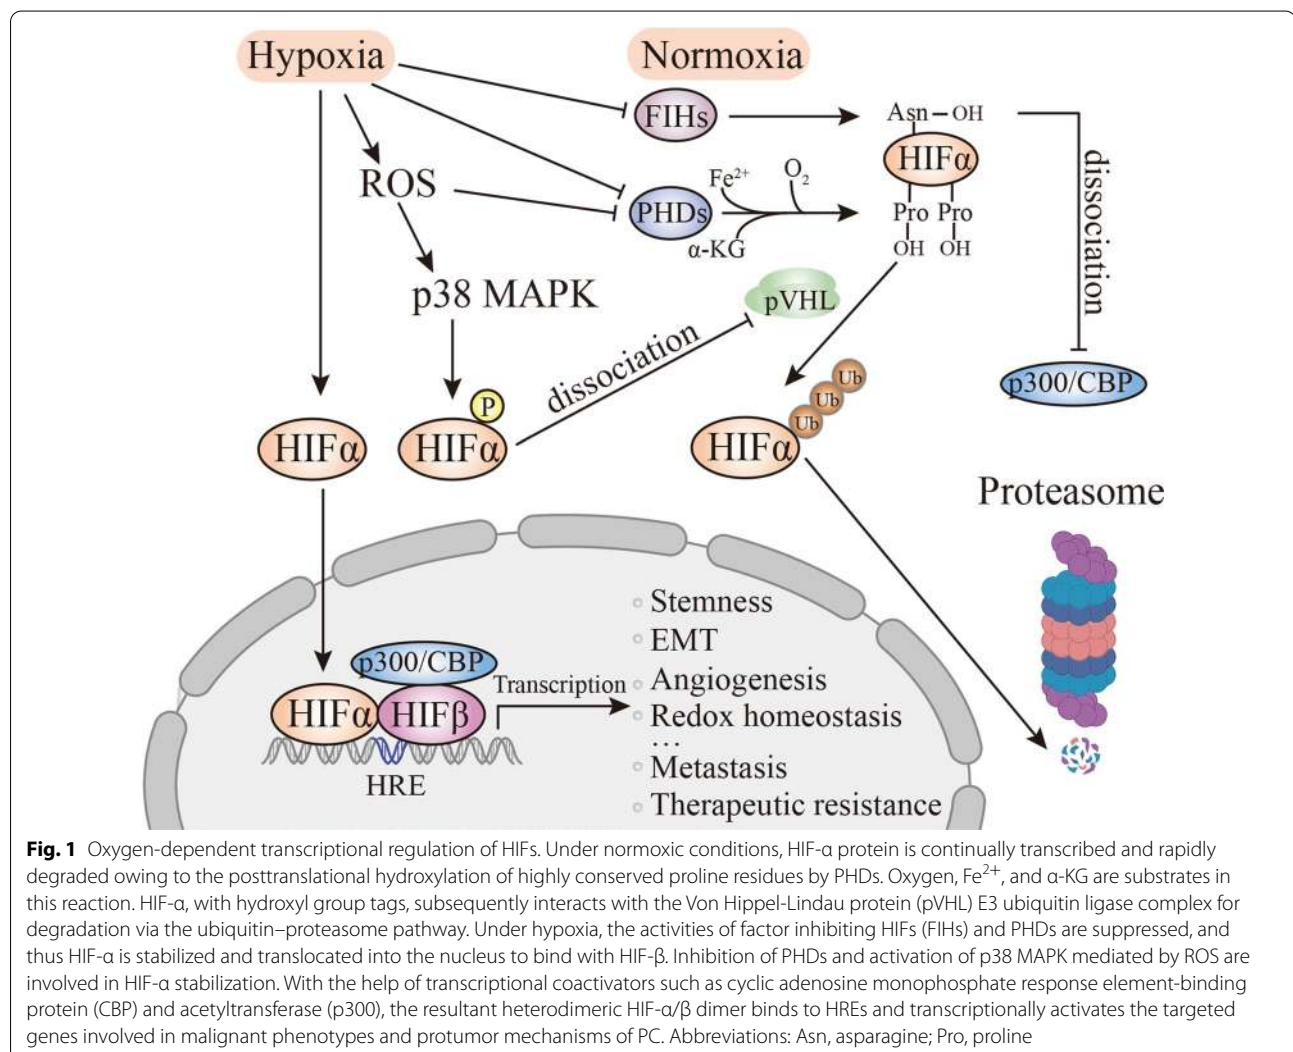 Hypoxia
Normoxia
FIHs
Asn – OH
HIFα
ROS
PHDs
Fe²⁺
O₂
α-KG
Pro Pro
OH OH
dissociation
p38 MAPK
pVHL
dissociation
p300/CBP
P
Ub
Ub
Ub
HIFα
HIFα
HIFα
Proteasome
p300/CBP
HIFα
HIFβ
HRE
Transcription
Stemness
EMT
Angiogenesis
Redox homeostasis
...
Metastasis
Therapeutic resistance
Fig. 1 Oxygen-dependent transcriptional regulation of HIFs. Under normoxic conditions, HIF-α protein is continually transcribed and rapidly
degraded owing to the posttranslational hydroxylation of highly conserved proline residues by PHDs. Oxygen, Fe²⁺, and α-KG are substrates in
this reaction. HIF-α, with hydroxyl group tags, subsequently interacts with the Von Hippel-Lindau protein (pVHL) E3 ubiquitin ligase complex for
degradation via the ubiquitin–proteasome pathway. Under hypoxia, the activities of factor inhibiting HIFs (FIHs) and PHDs are suppressed, and
thus HIF-α is stabilized and translocated into the nucleus to bind with HIF-β. Inhibition of PHDs and activation of p38 MAPK mediated by ROS are
involved in HIF-α stabilization. With the help of transcriptional coactivators such as cyclic adenosine monophosphate response element-binding
protein (CBP) and acetyltransferase (p300), the resultant heterodimeric HIF-α/β dimer binds to HREs and transcriptionally activates the targeted
genes involved in malignant phenotypes and protumor mechanisms of PC. Abbreviations: Asn, asparagine; Pro, proline